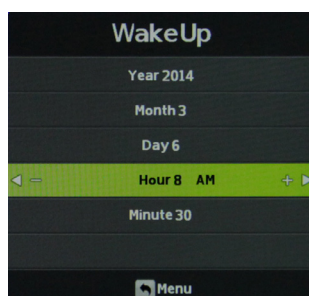 WakeUp
Year 2014
Month 3
Day 6
Hour 8 AM
Minute 30
Menu